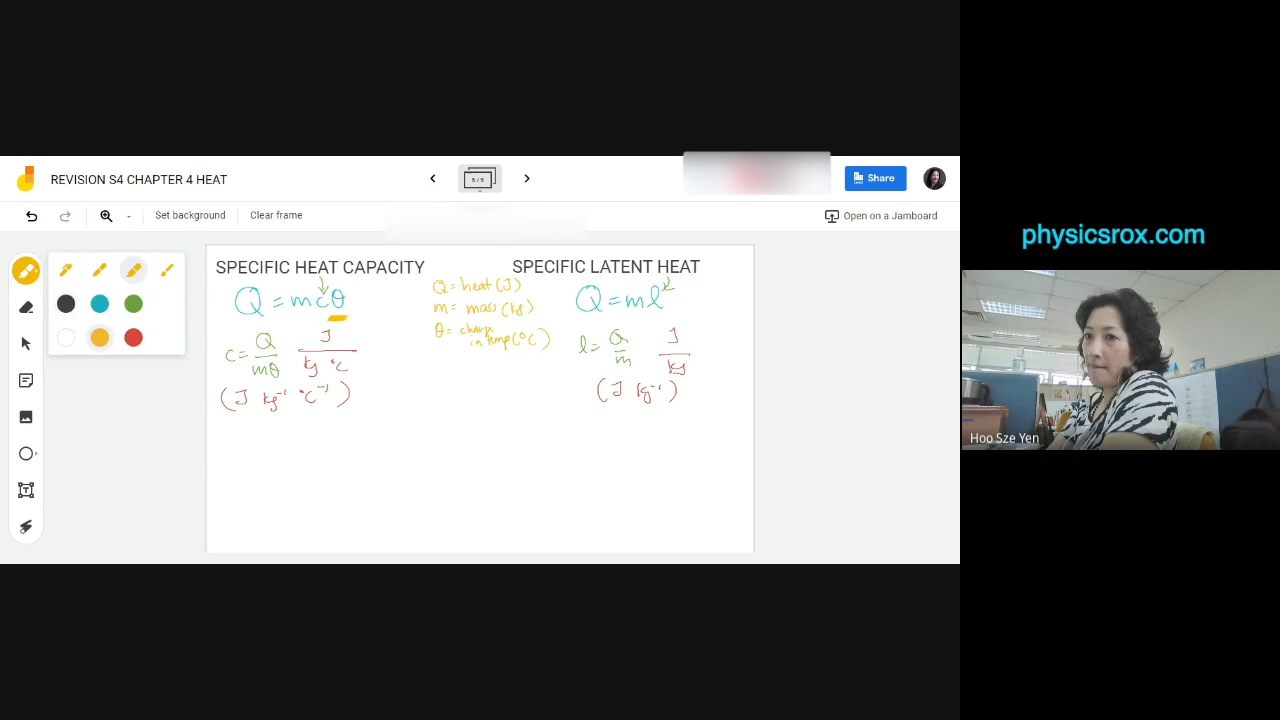 REVISION S4 CHAPTER 4 HEAT
5 / 5
Share
Set background
Clear frame
Open on a Jamboard
physicsrox.com
SPECIFIC HEAT CAPACITY
Q = mcθ
c = Q/mθ
J/kg °C
(J kg⁻¹ °C⁻¹)
Q = heat (J)
m = mass (kg)
θ = change
in temp (°C)
SPECIFIC LATENT HEAT
Q = ml
l = Q/m
J/kg
(J kg⁻¹)
Hoo Sze Yen